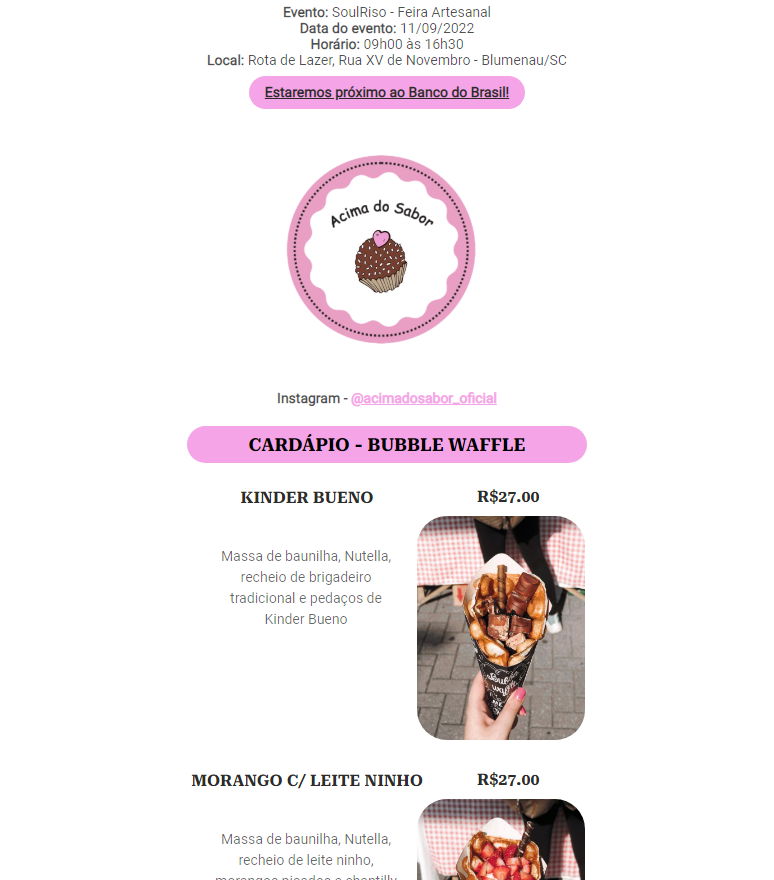 Evento: SoulRiso - Feira Artesanal
Data do evento: 11/09/2022
Horário: 09h00 às 16h30
Local: Rota de Lazer, Rua XV de Novembro - Blumenau/SC
Estaremos próximo ao Banco do Brasil!
Acima do Sabor
Instagram - @acimadosabor_oficial
CARDÁPIO - BUBBLE WAFFLE
KINDER BUENO
R$27.00
Massa de baunilha, Nutella,
recheio de brigadeiro
tradicional e pedaços de
Kinder Bueno
MORANGO C/ LEITE NINHO
R$27.00
Massa de baunilha, Nutella,
recheio de leite ninho,
morangos picados e chantilly